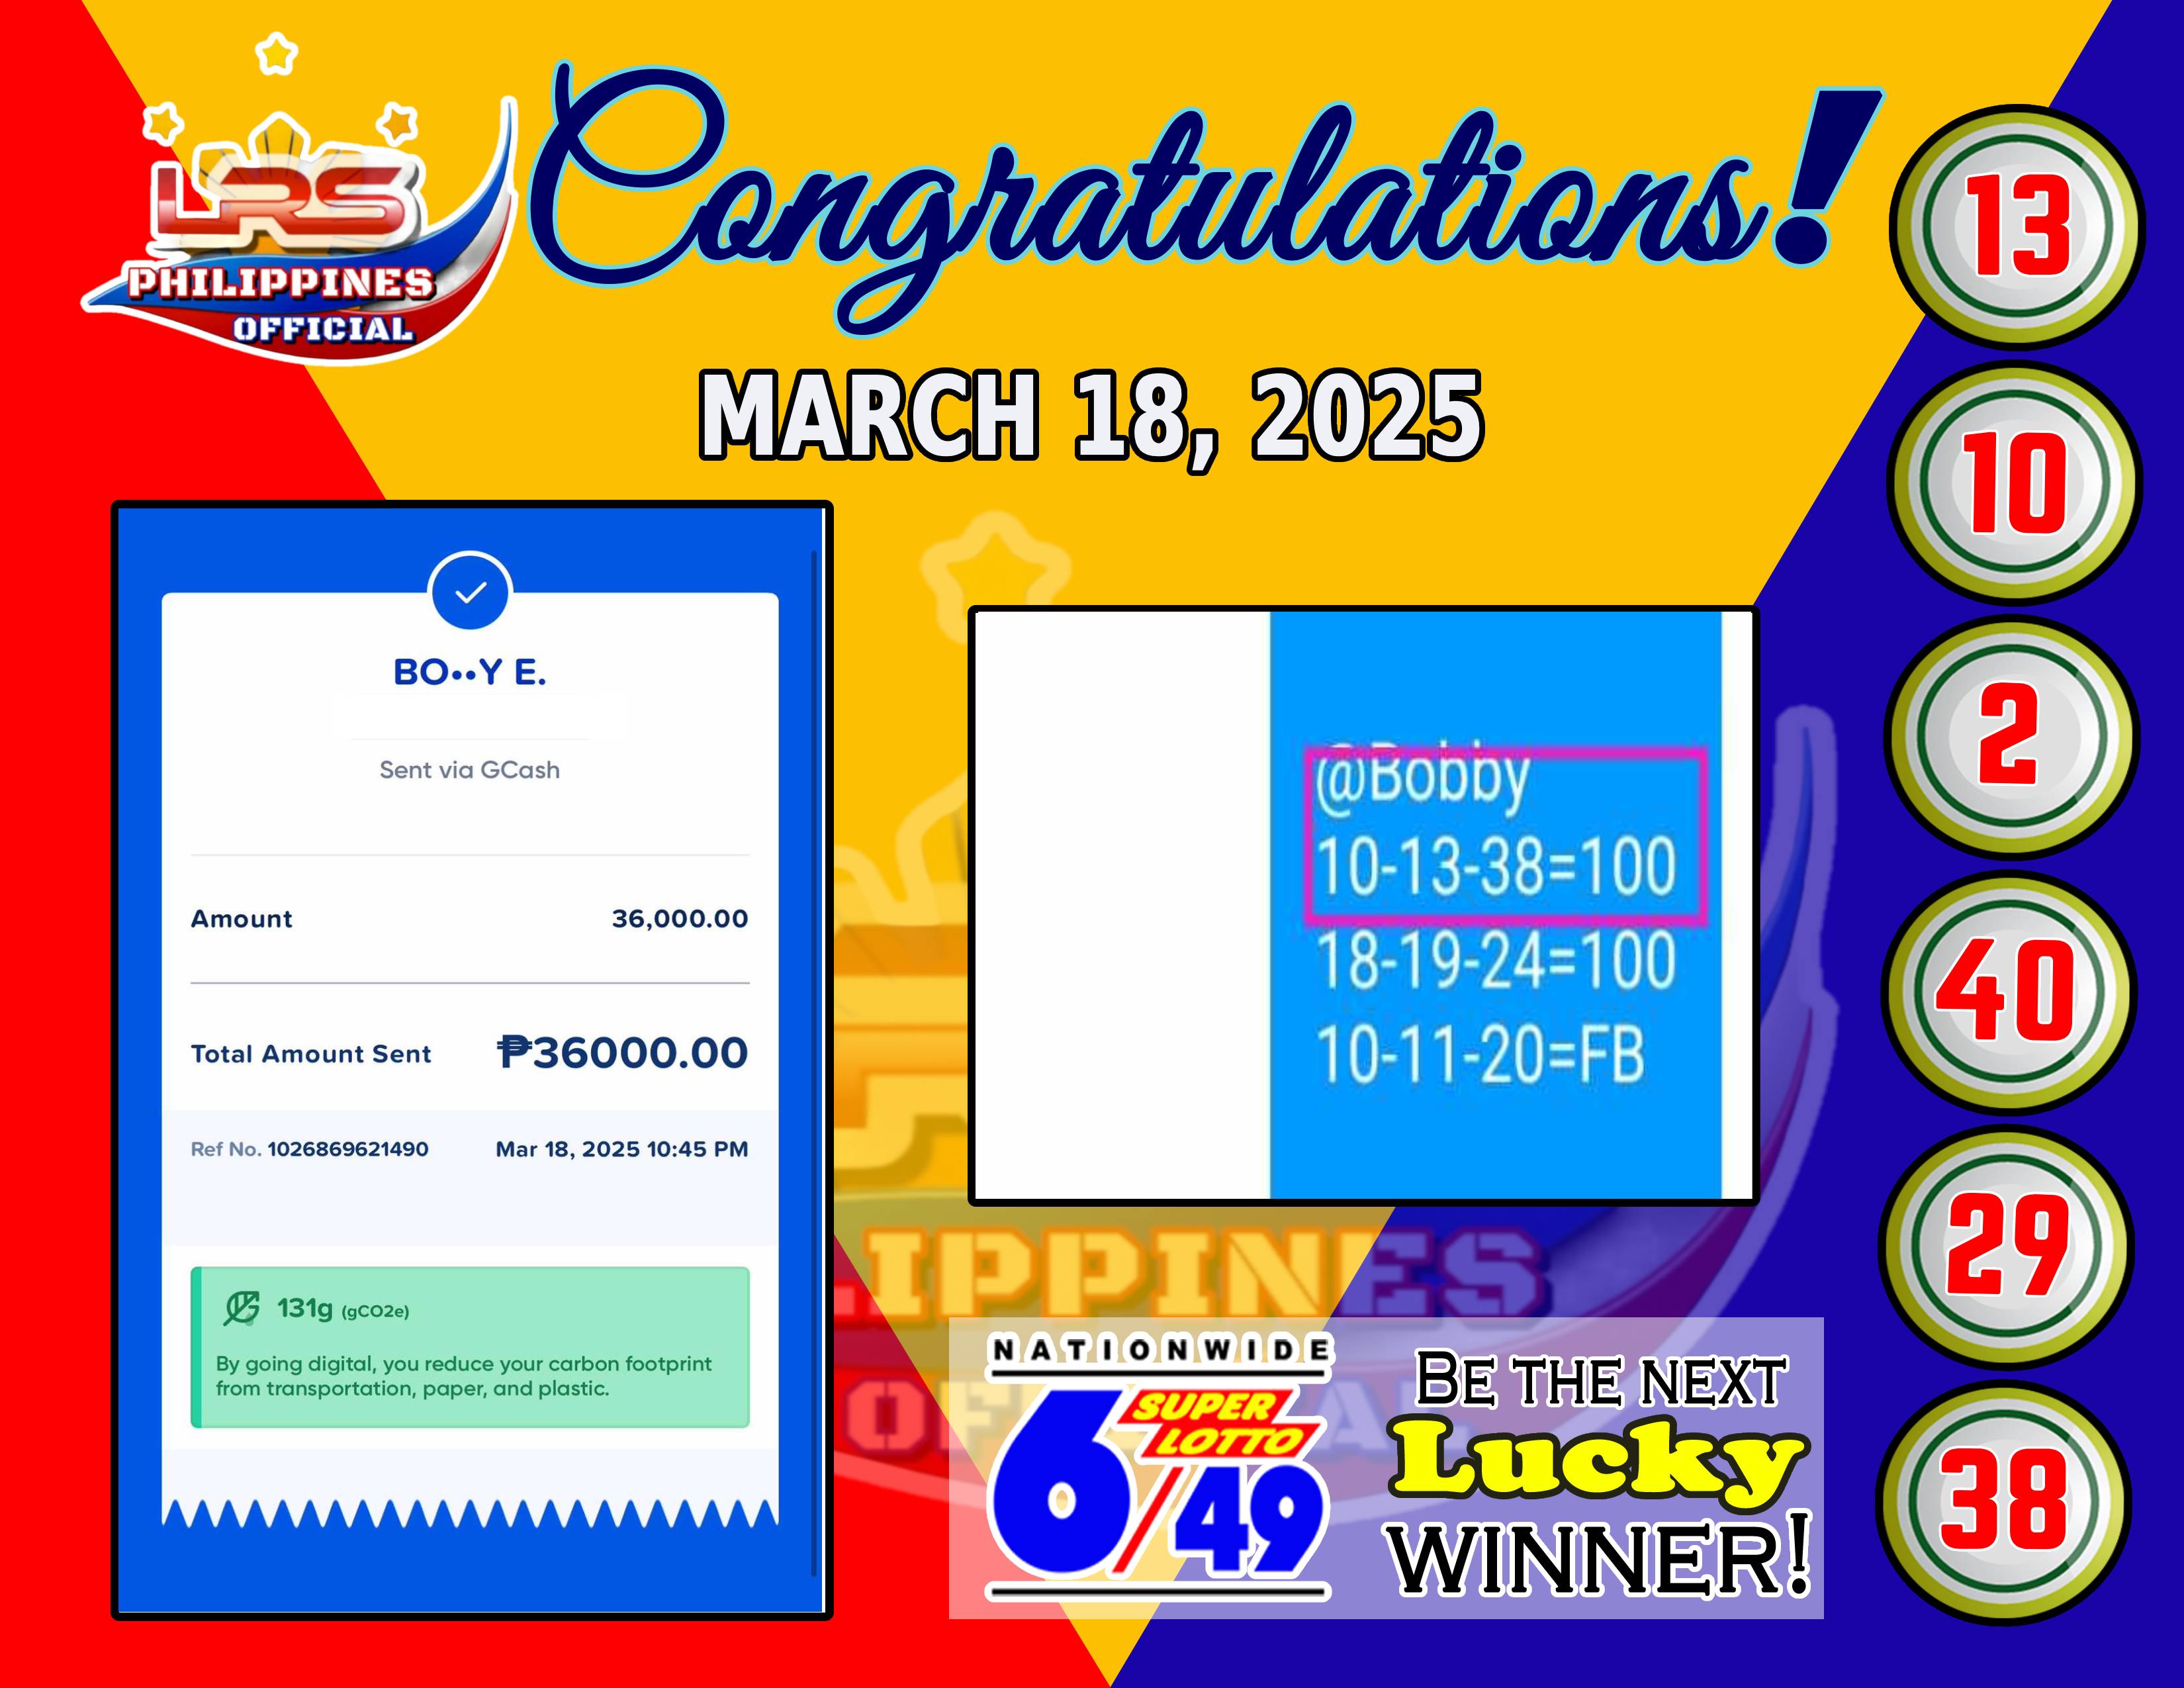 LRS
PHILIPPINES
OFFICIAL
Congratulations!
MARCH 18, 2025
BO••Y E.
Sent via GCash
Amount 36,000.00
Total Amount Sent ₱36000.00
Ref No. 1026869621490 Mar 18, 2025 10:45 PM
131g (gCO2e)
By going digital, you reduce your carbon footprint
from transportation, paper, and plastic.
@Bobby
10-13-38=100
18-19-24=100
10-11-20=FB
LIPPINES
OF AL
NATIONWIDE
SUPER
LOTTO
6/49
BE THE NEXT
Lucky
WINNER!
13
10
2
40
29
38